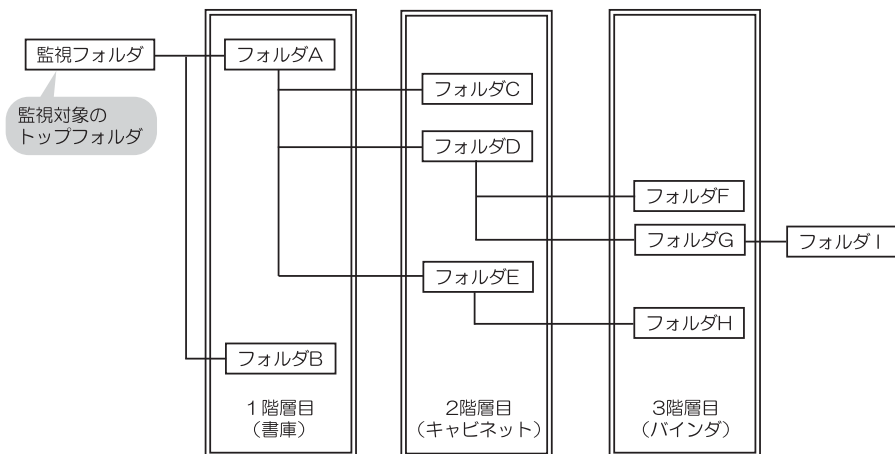 監視フォルダ
監視対象の
トップフォルダ
フォルダA
フォルダC
フォルダD
フォルダF
フォルダG
フォルダI
フォルダE
フォルダH
フォルダB
1階層目
(書庫)
2階層目
(キャビネット)
3階層目
(バインダ)